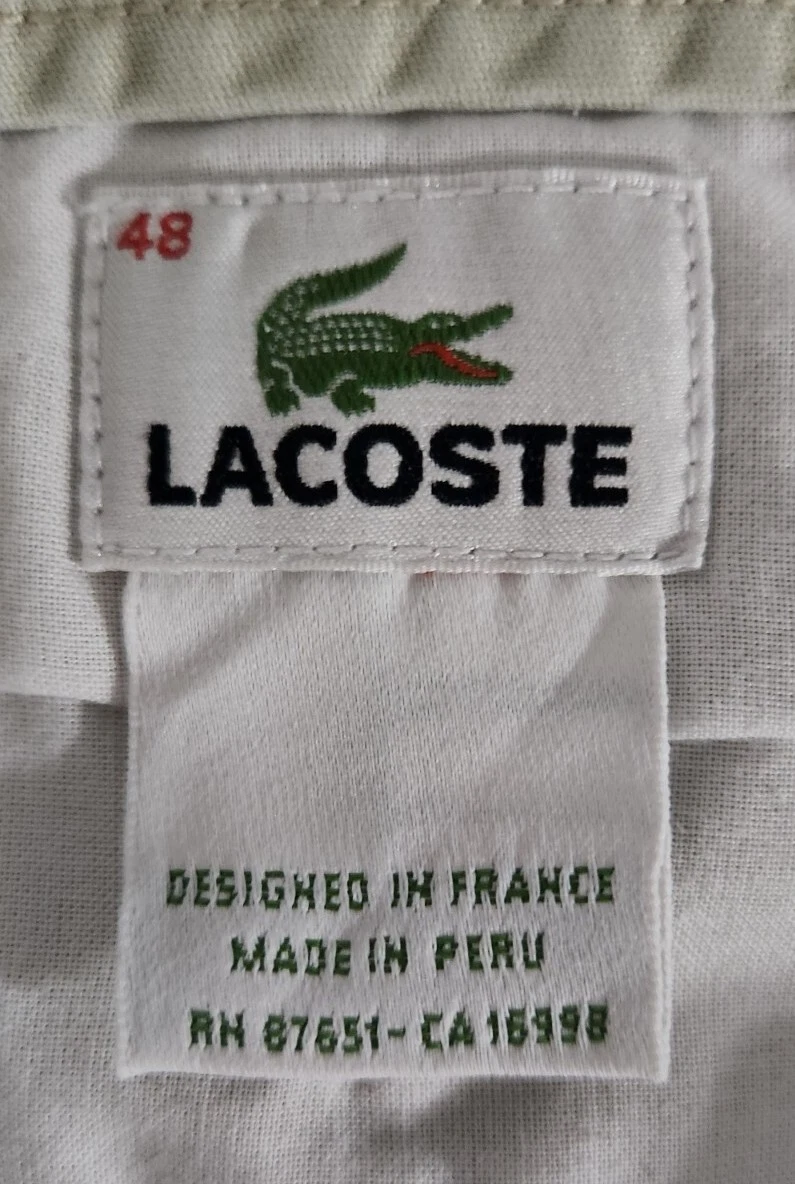 48
LACOSTE
DESIGNED IN FRANCE
MADE IN PERU
RN 87651- CA 16998